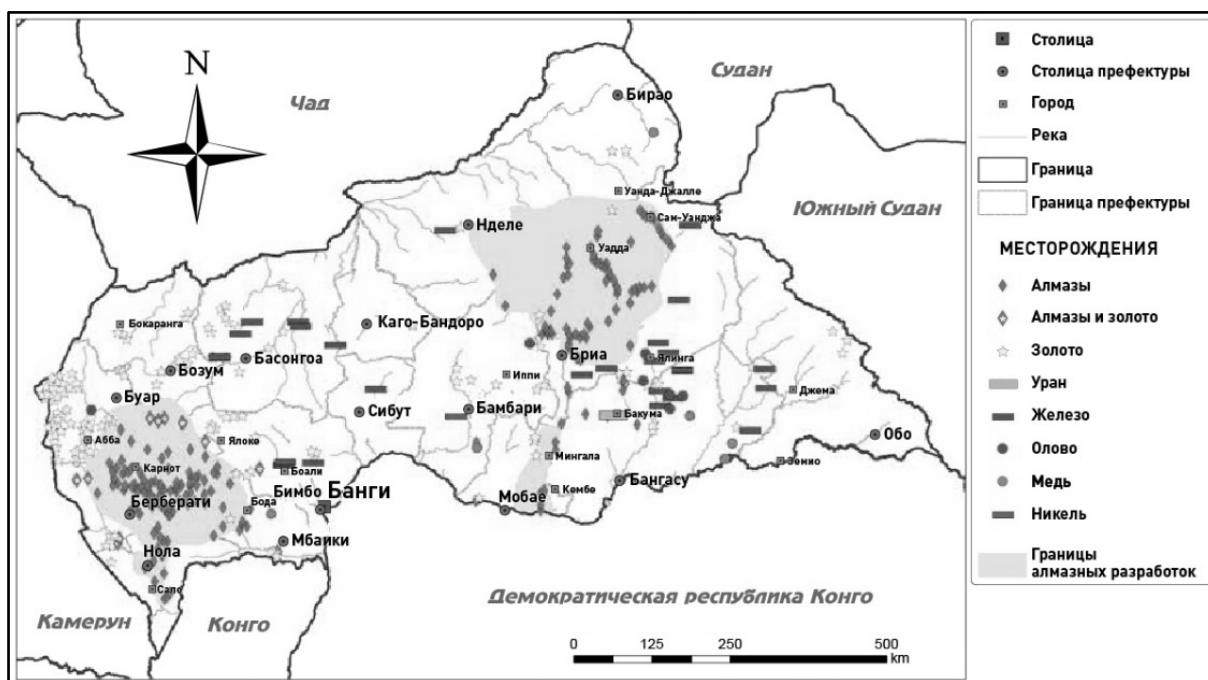 N
Чад
Судан
Южный Судан
Бирао
Уанда-Джалле
Сам-Уанджа
Нделе
Уадда
Бокаранга
Каго-Бандоро
Басонгоа
Бозум
Бриа
Ялинга
Иппи
Джема
Буар
Сибут
Бамбари
Бакума
Обо
Абба
Ялоке
Карнот
Боали
Мингала
Земио
Бимбо
Банги
Бангасу
Кембе
Мобае
Берберати
Бода
Мбаики
Нола
Сало
Камерун
Конго
Демократическая республика Конго
0 125 250 500
km
Столица
Столица префектуры
Город
Река
Граница
Граница префектуры
МЕСТОРОЖДЕНИЯ
Алмазы
Алмазы и золото
Золото
Уран
Железо
Олово
Медь
Никель
Границы
алмазных разработок